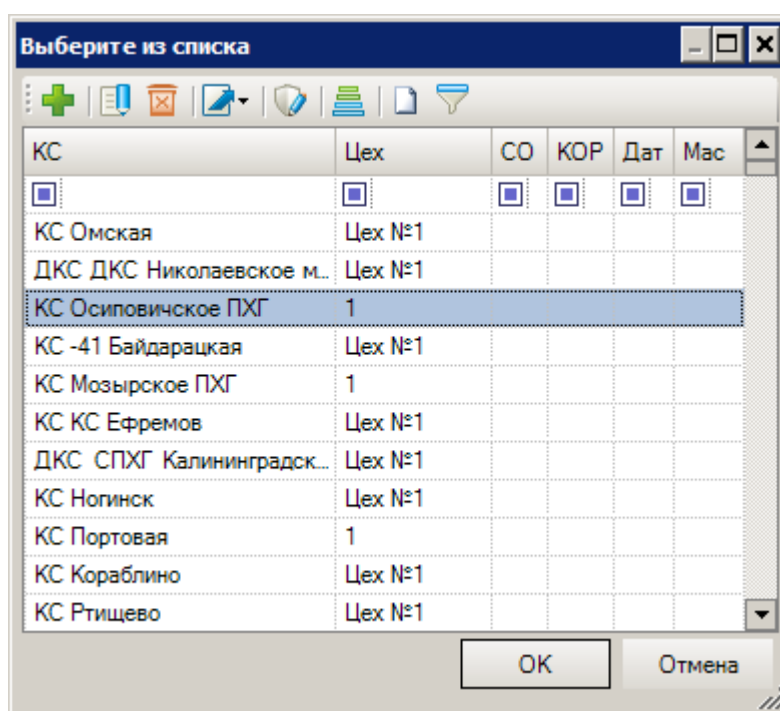 Выберите из списка
КС Цех СО КОР Дат Мас
КС Омская Цех №1
ДКС ДКС Николаевское м... Цех №1
КС Осиповичское ПХГ 1
КС -41 Байдарацкая Цех №1
КС Мозырское ПХГ 1
КС КС Ефремов Цех №1
ДКС СПХГ Калининградск... Цех №1
КС Ногинск Цех №1
КС Портовая 1
КС Кораблино Цех №1
КС Ртищево Цех №1
ОК Отмена